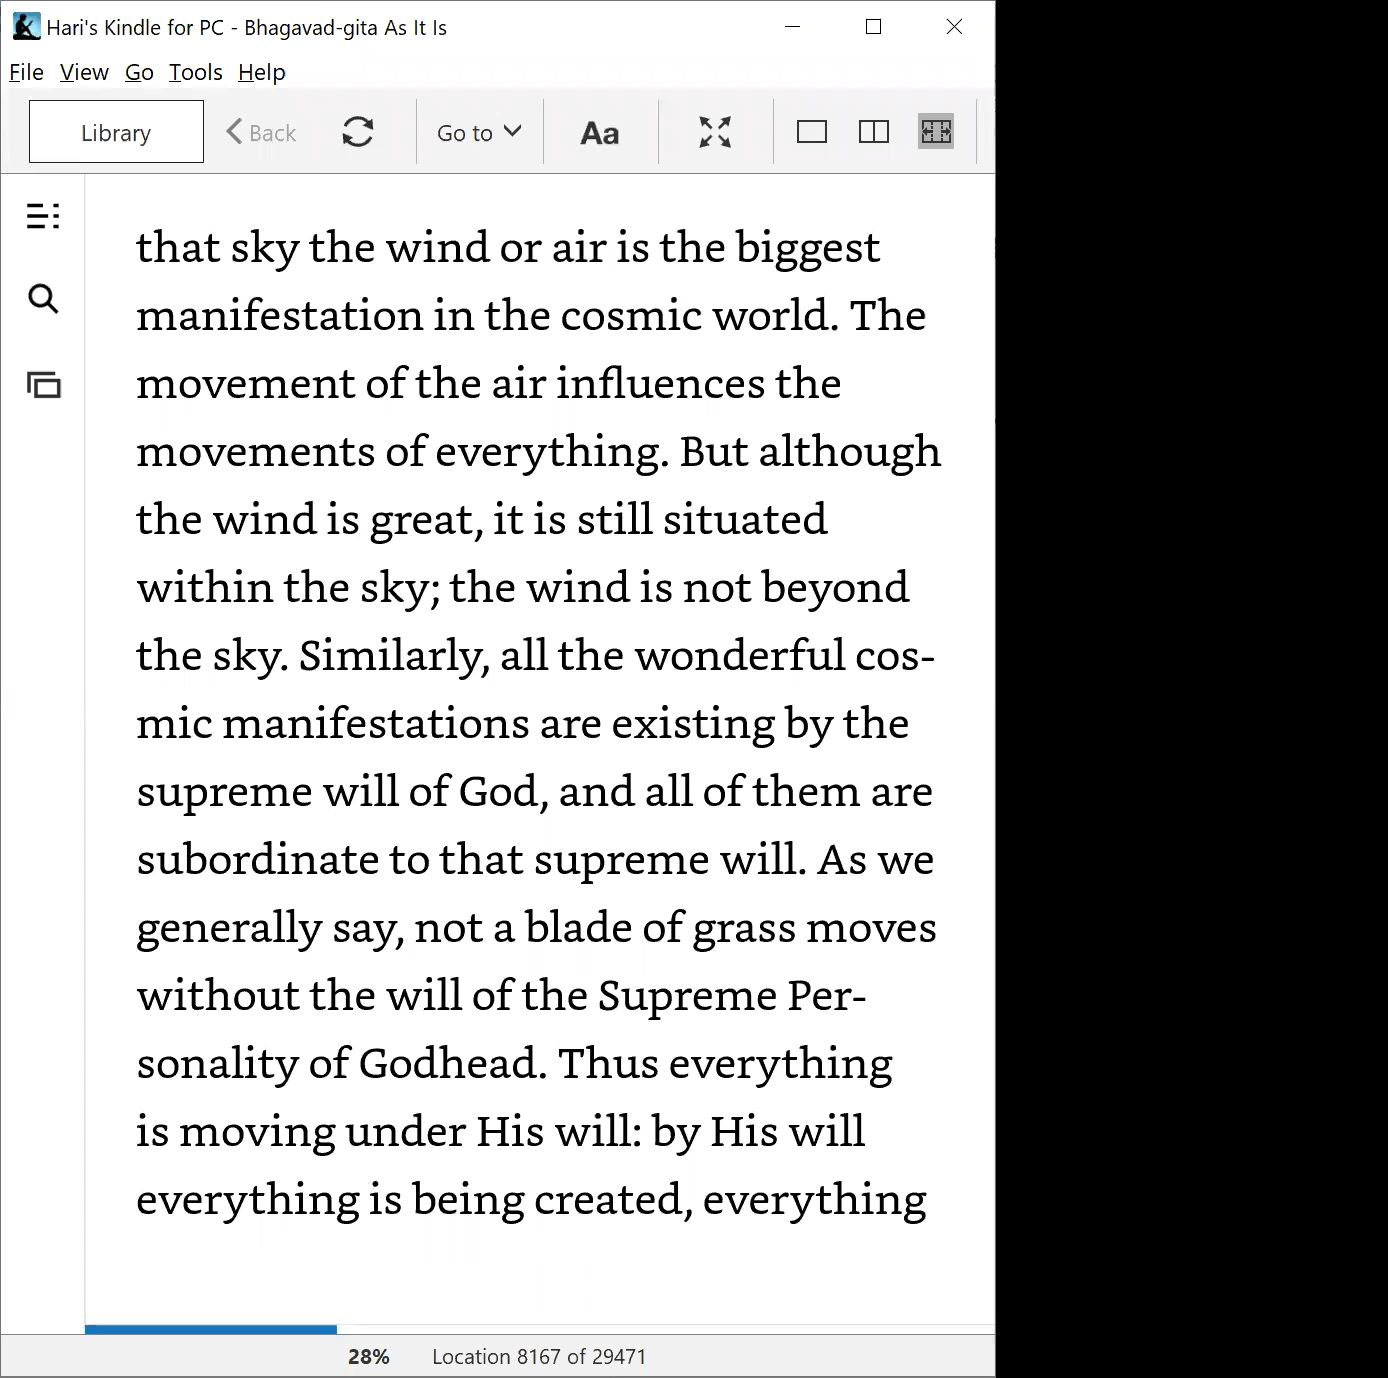 Hari's Kindle for PC - Bhagavad-gita As It Is
File View Go Tools Help
Library Back Go to Aa
that sky the wind or air is the biggest
manifestation in the cosmic world. The
movement of the air influences the
movements of everything. But although
the wind is great, it is still situated
within the sky; the wind is not beyond
the sky. Similarly, all the wonderful cos-
mic manifestations are existing by the
supreme will of God, and all of them are
subordinate to that supreme will. As we
generally say, not a blade of grass moves
without the will of the Supreme Per-
sonality of Godhead. Thus everything
is moving under His will: by His will
everything is being created, everything
28% Location 8167 of 29471